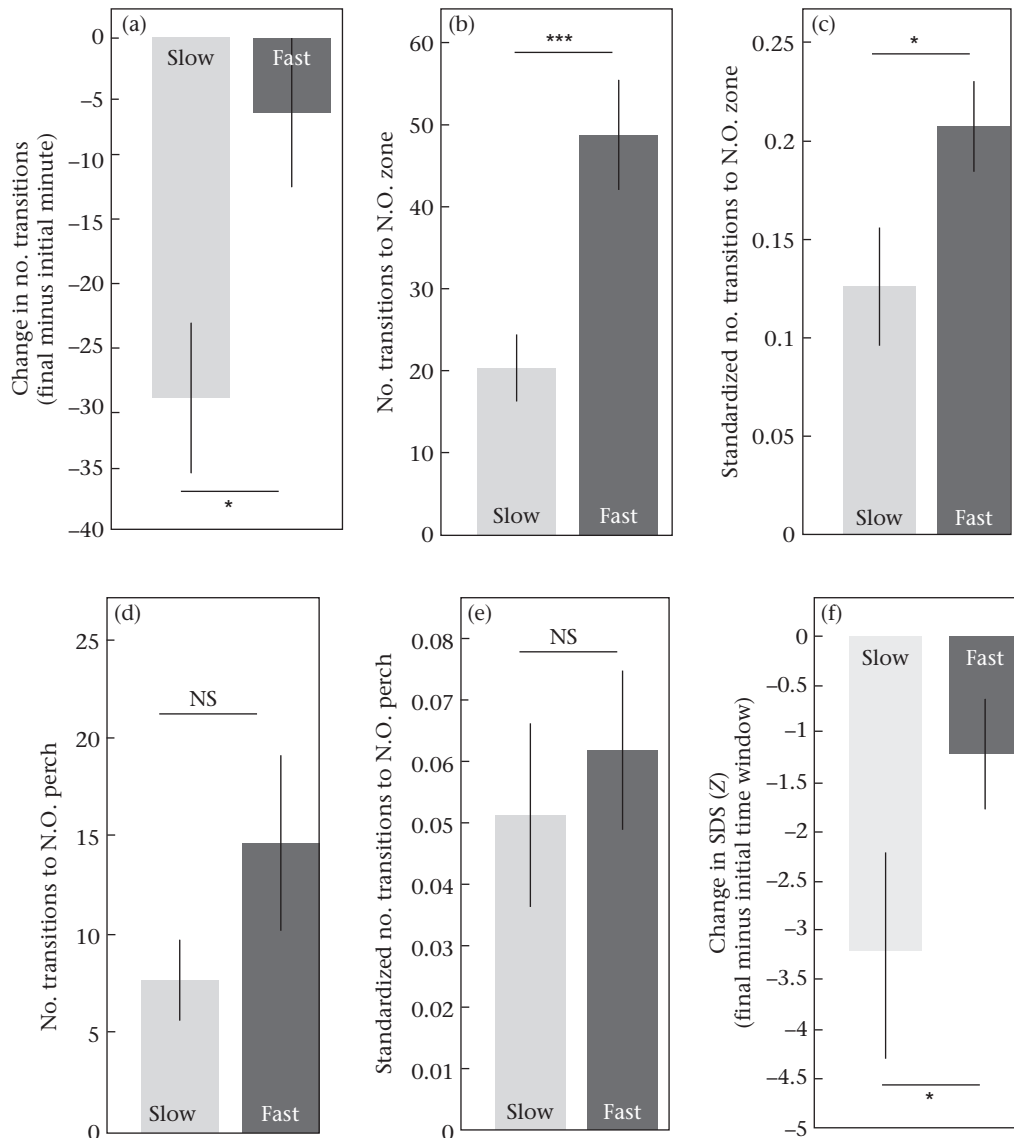 (a)
Change in no. transitions
(final minus initial minute)
0
–5
–10
–15
–20
–25
–30
–35
–40
Slow
Fast
*
(b)
No. transitions to N.O. zone
60
50
40
30
20
10
0
***
Slow
Fast
(c)
Standardized no. transitions to N.O. zone
0.25
0.2
0.15
0.1
0.05
0
*
Slow
Fast
(d)
No. transitions to N.O. perch
25
20
15
10
5
0
NS
Slow
Fast
(e)
Standardized no. transitions to N.O. perch
0.08
0.07
0.06
0.05
0.04
0.03
0.02
0.01
0
NS
Slow
Fast
(f)
Change in SDS (Z)
(final minus initial time window)
0
–0.5
–1
–1.5
–2
–2.5
–3
–3.5
–4
–4.5
–5
Slow
Fast
*